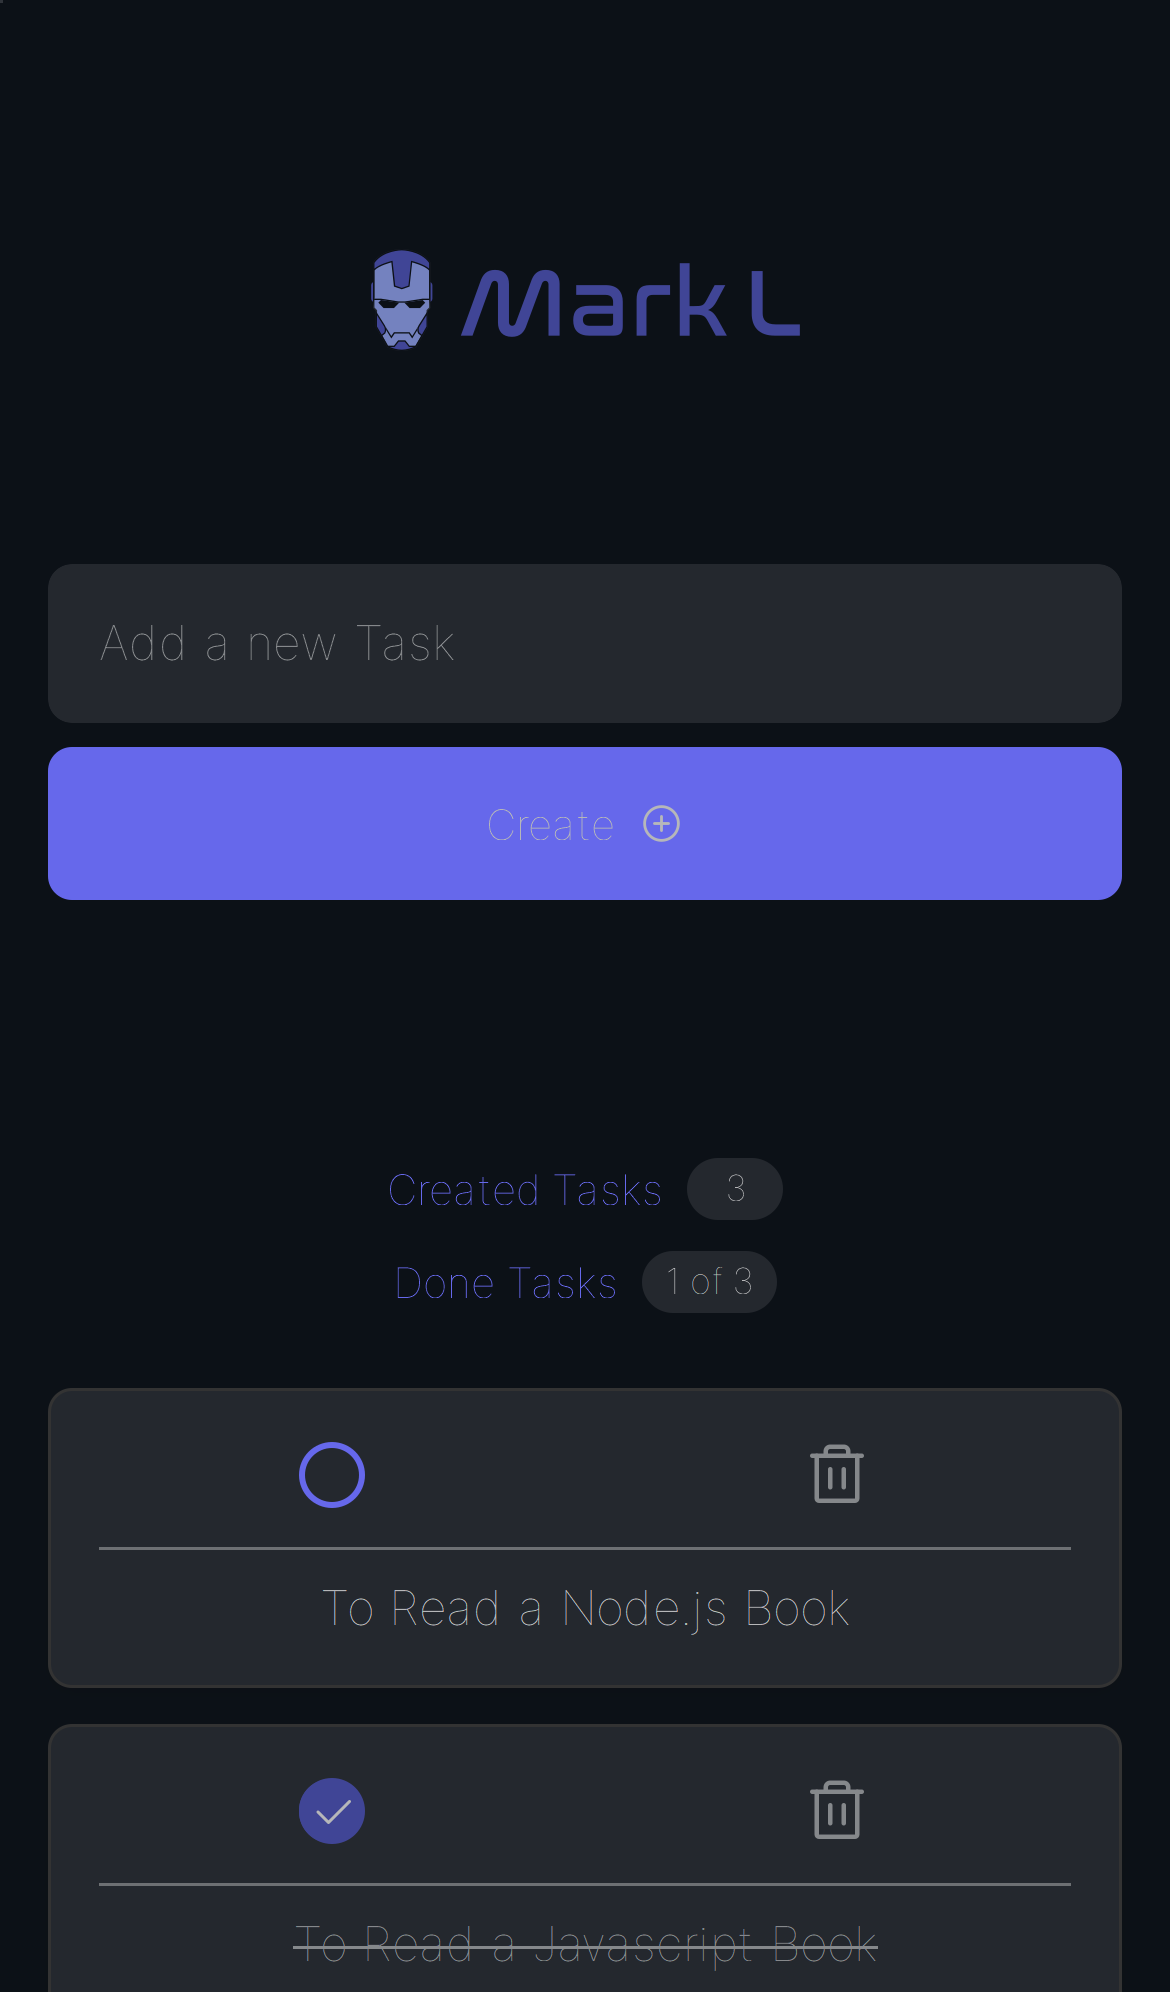 Mark L
Add a new Task
Create
Created Tasks 3
Done Tasks 1 of 3
To Read a Node.js Book
To Read a Javascript Book